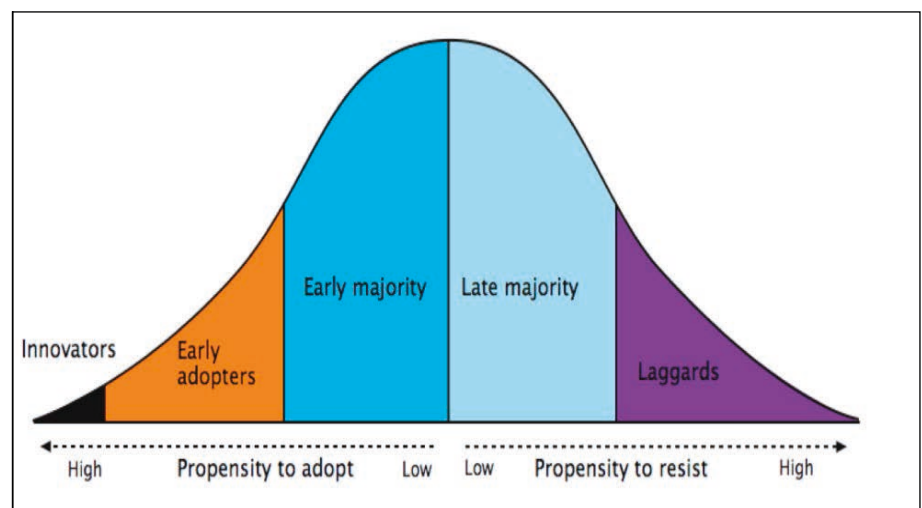 Early majority
Late majority
Innovators
Early
adopters
Laggards
High
Propensity to adopt
Low
Low
Propensity to resist
High